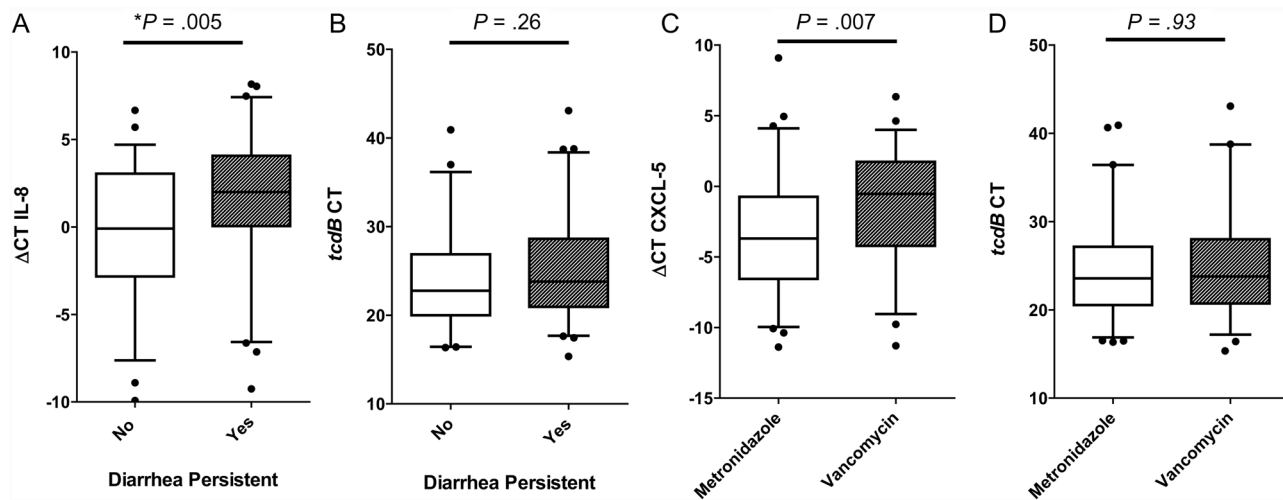 A
*P = .005
ΔCT IL-8
10
5
0
-5
-10
No
Yes
Diarrhea Persistent
B
P = .26
tcdB CT
50
40
30
20
10
No
Yes
Diarrhea Persistent
C
P = .007
ΔCT CXCL-5
10
5
0
-5
-10
-15
Metronidazole
Vancomycin
D
P = .93
tcdB CT
50
40
30
20
10
Metronidazole
Vancomycin